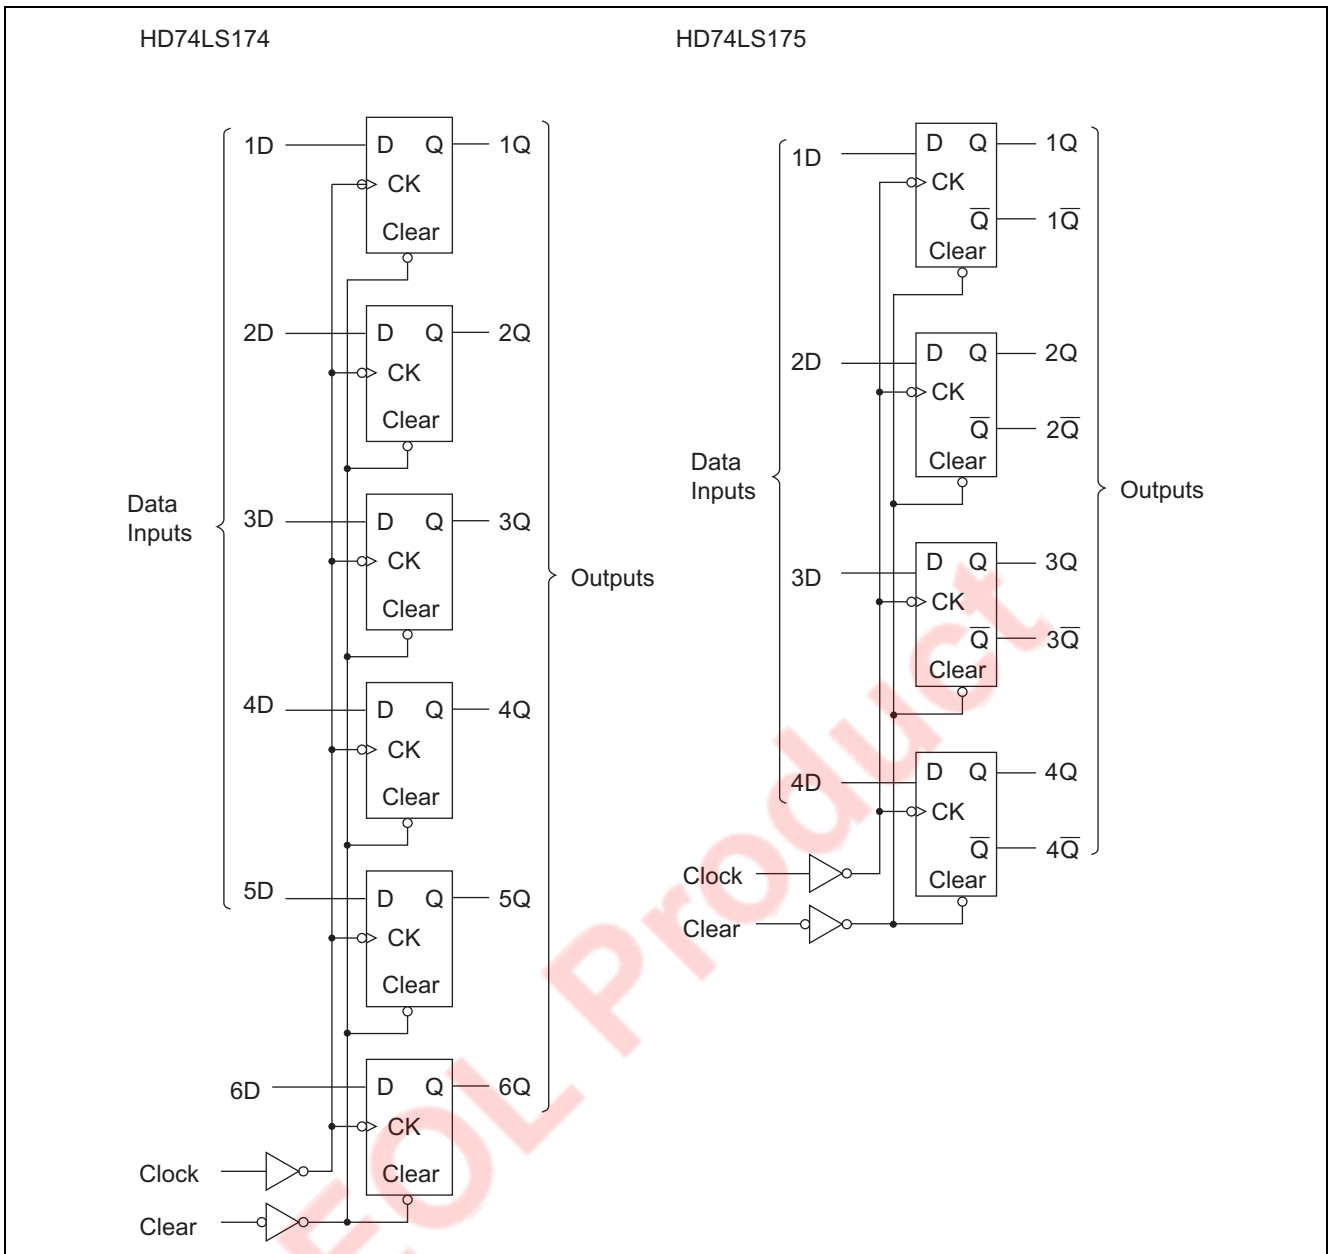 HD74LS174
1D
D Q
1Q
CK
Clear
2D
D Q
2Q
CK
Clear
Data
Inputs
3D
D Q
3Q
CK
Clear
Outputs
4D
D Q
4Q
CK
Clear
5D
D Q
5Q
CK
Clear
6D
D Q
6Q
CK
Clear
Clock
Clear
HD74LS175
1D
D Q
1Q
CK
Q̅
1Q̅
Clear
2D
D Q
2Q
CK
Q̅
2Q̅
Clear
Data
Inputs
Outputs
3D
D Q
3Q
CK
Q̅
3Q̅
Clear
4D
D Q
4Q
CK
Q̅
4Q̅
Clear
Clock
Clear
EOL Product